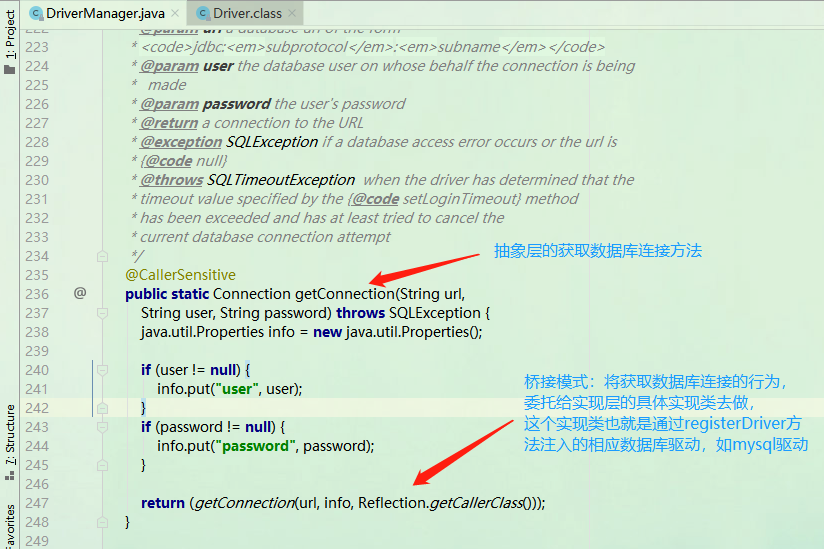 DriverManager.java
Driver.class
1: Project
7: Structure
Favorites
223 * <code>jdbc:<em>subprotocol</em>:<em>subname</em></code>
224 * @param user the database user on whose behalf the connection is being
225 * made
226 * @param password the user's password
227 * @return a connection to the URL
228 * @exception SQLException if a database access error occurs or the url is
229 * {@code null}
230 * @throws SQLTimeoutException when the driver has determined that the
231 * timeout value specified by the {@code setLoginTimeout} method
232 * has been exceeded and has at least tried to cancel the
233 * current database connection attempt
234 */
抽象层的获取数据库连接方法
235 @CallerSensitive
236 @ public static Connection getConnection(String url,
237 String user, String password) throws SQLException {
238 java.util.Properties info = new java.util.Properties();
239
240 if (user != null) {
241 info.put("user", user);
242 }
243 if (password != null) {
244 info.put("password", password);
245 }
246
247 return (getConnection(url, info, Reflection.getCallerClass()));
248 }
249
桥接模式：将获取数据库连接的行为，
委托给实现层的具体实现类去做，
这个实现类也就是通过registerDriver方
法注入的相应数据库驱动，如mysql驱动